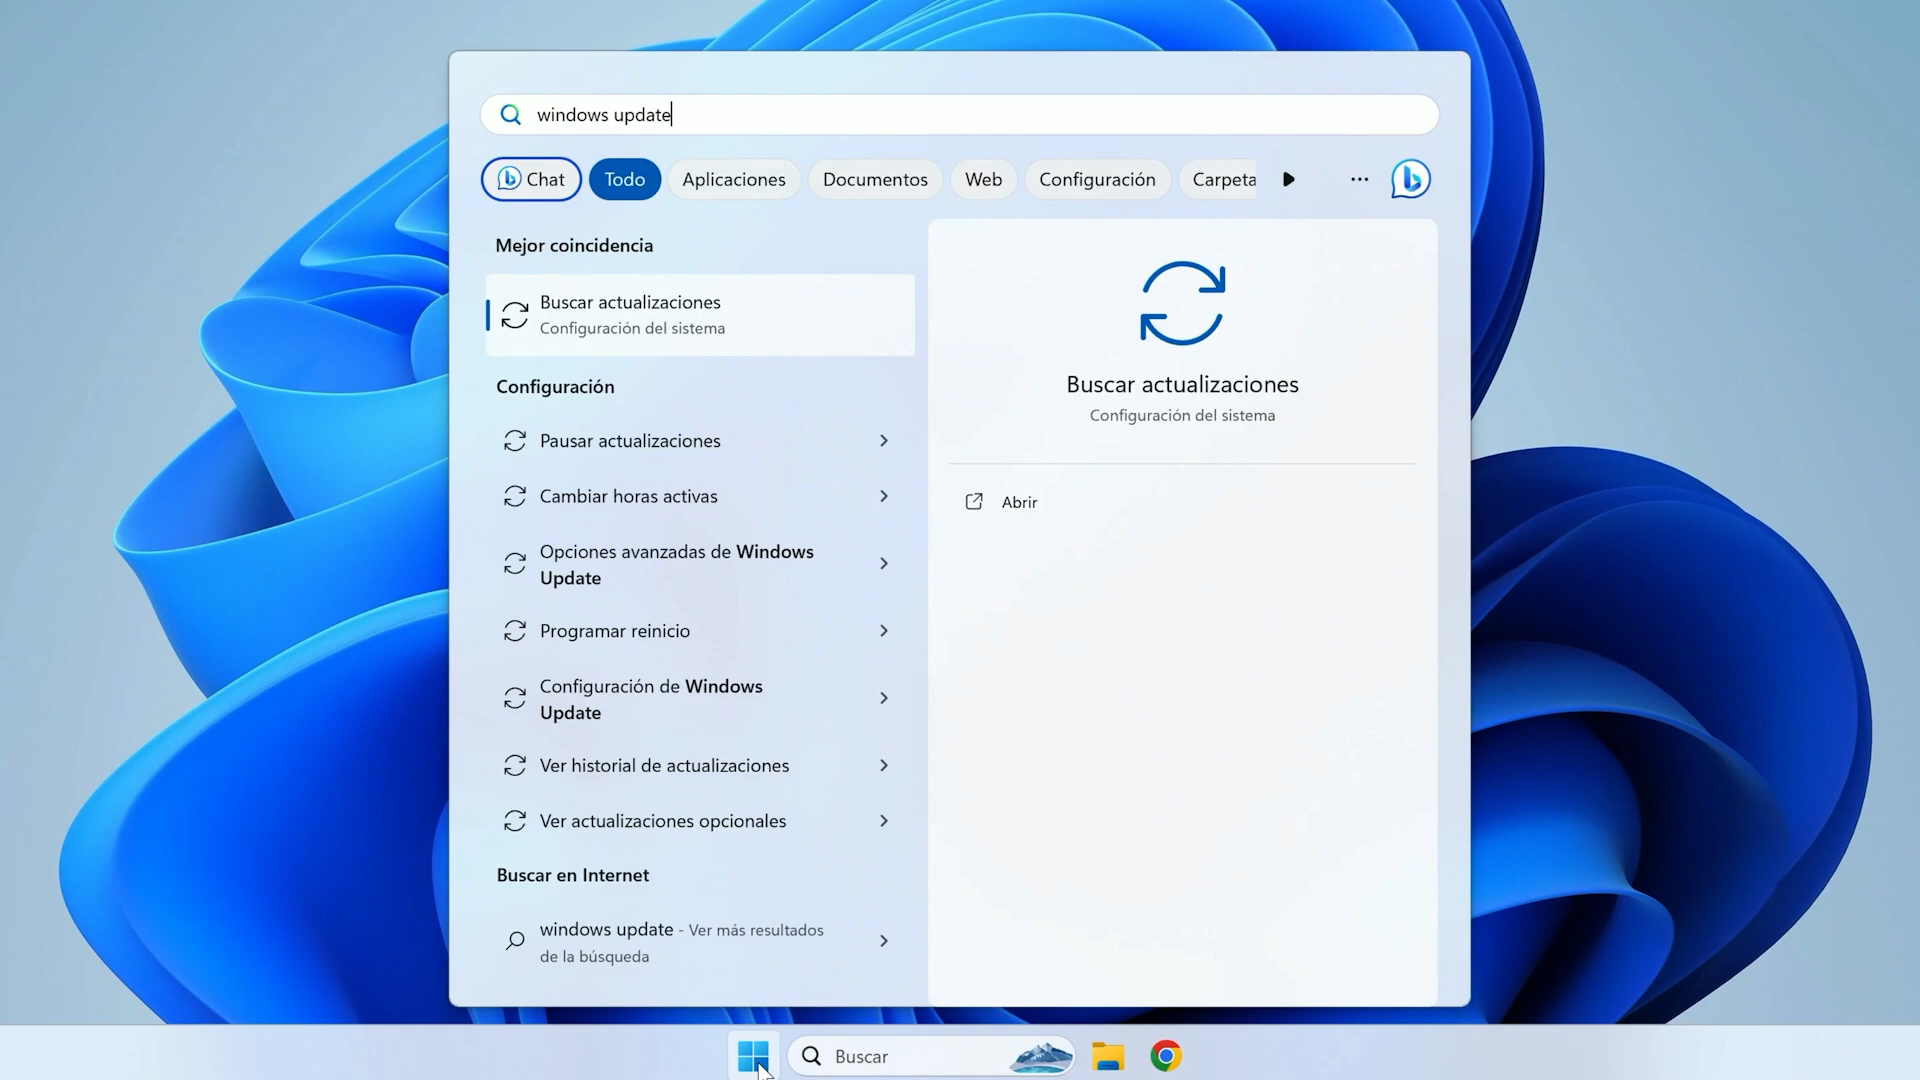 windows update
Chat
Todo
Aplicaciones
Documentos
Web
Configuración
Carpeta
Mejor coincidencia
Buscar actualizaciones
Configuración del sistema
Configuración
Pausar actualizaciones
Cambiar horas activas
Opciones avanzadas de Windows
Update
Programar reinicio
Configuración de Windows
Update
Ver historial de actualizaciones
Ver actualizaciones opcionales
Buscar en Internet
windows update - Ver más resultados
de la búsqueda
Buscar actualizaciones
Configuración del sistema
Abrir
Buscar